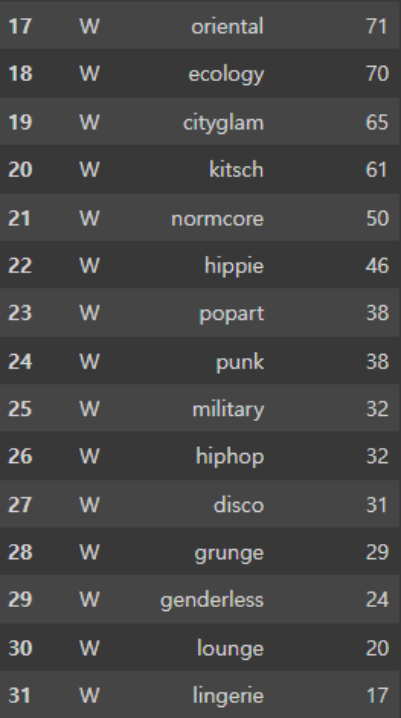 17 W oriental 71
18 W ecology 70
19 W cityglam 65
20 W kitsch 61
21 W normcore 50
22 W hippie 46
23 W popart 38
24 W punk 38
25 W military 32
26 W hiphop 32
27 W disco 31
28 W grunge 29
29 W genderless 24
30 W lounge 20
31 W lingerie 17